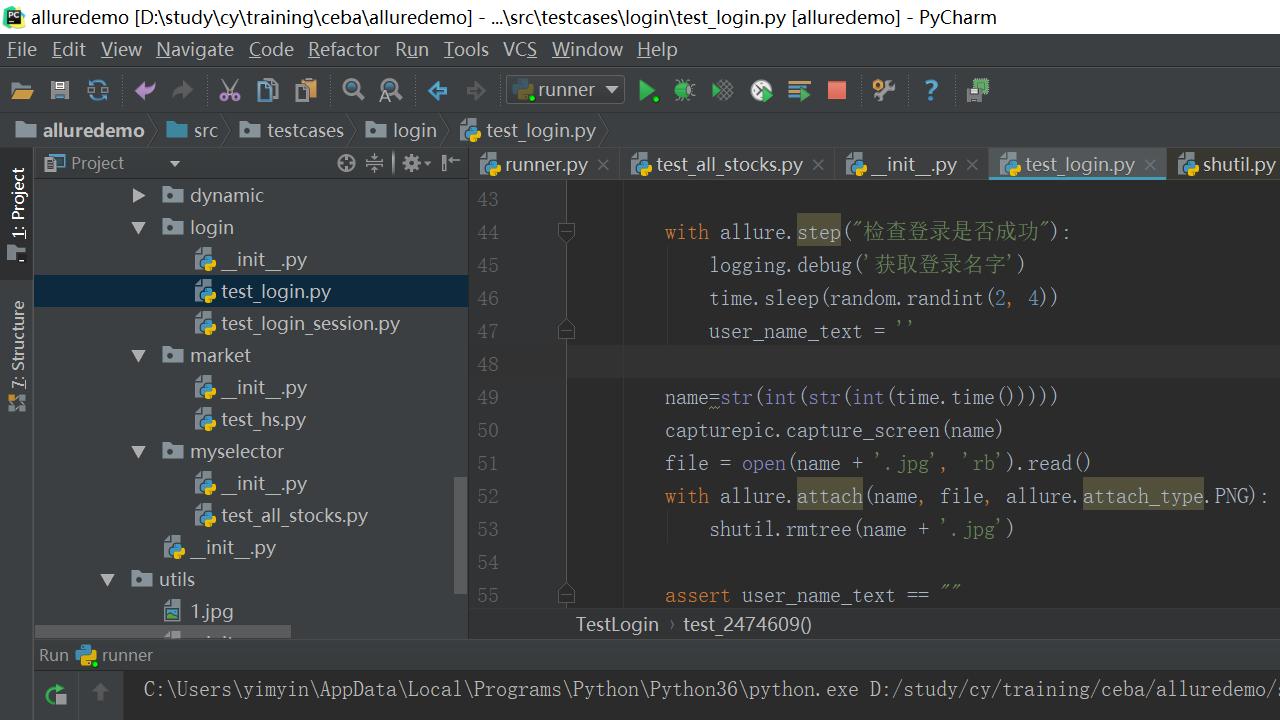 alluredemo [D:\study\cy\training\ceba\alluredemo] - ...\src\testcases\login\test_login.py [alluredemo] - PyCharm
File Edit View Navigate Code Refactor Run Tools VCS Window Help
runner
alluredemo src testcases login test_login.py
1: Project
7: Structure
Project
dynamic
login
__init__.py
test_login.py
test_login_session.py
market
__init__.py
test_hs.py
myselector
__init__.py
test_all_stocks.py
__init__.py
utils
1.jpg
runner.py test_all_stocks.py __init__.py test_login.py shutil.py
43
44 with allure.step("检查登录是否成功"):
45 logging.debug('获取登录名字')
46 time.sleep(random.randint(2, 4))
47 user_name_text = ''
48
49 name=str(int(str(int(time.time()))))
50 capturepic.capture_screen(name)
51 file = open(name + '.jpg', 'rb').read()
52 with allure.attach(name, file, allure.attach_type.PNG):
53 shutil.rmtree(name + '.jpg')
54
55 assert user_name_text == ""
TestLogin › test_2474609()
Run runner
C:\Users\yimyin\AppData\Local\Programs\Python\Python36\python.exe D:/study/cy/training/ceba/alluredemo/